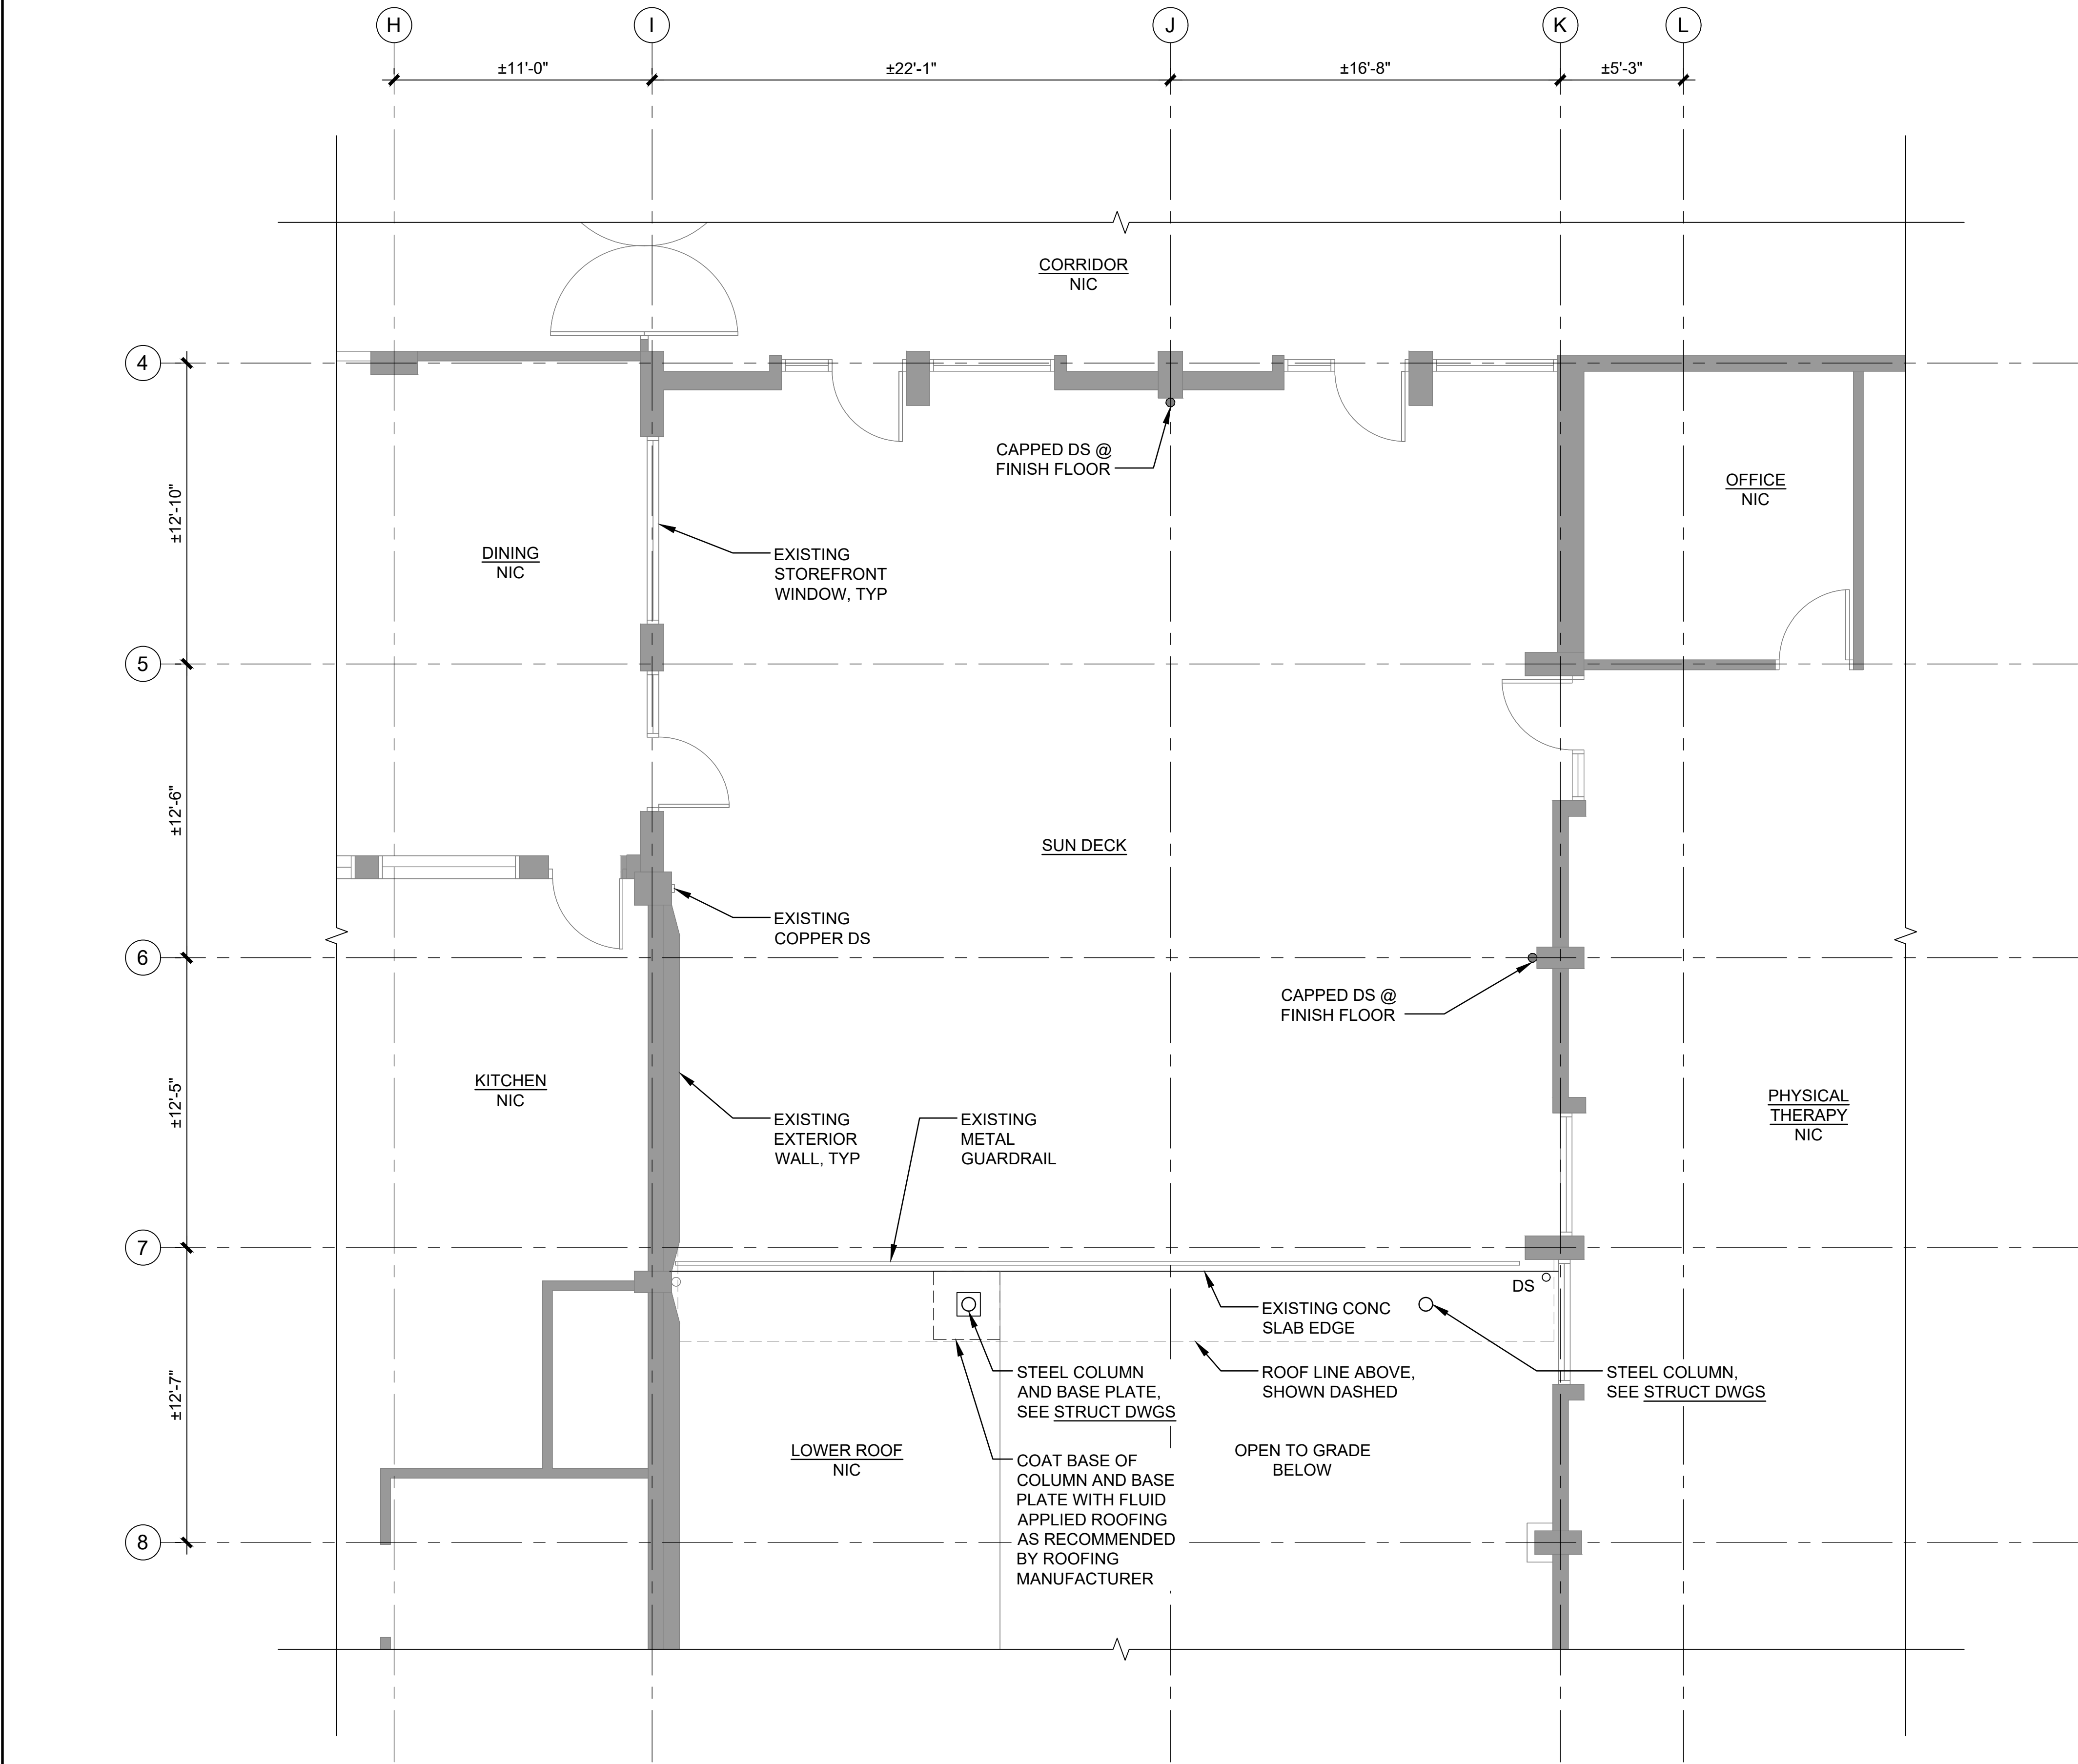 H
I
J
K
L
±11'-0"
±22'-1"
±16'-8"
±5'-3"
CORRIDOR
NIC
4
CAPPED DS @
FINISH FLOOR
OFFICE
NIC
±12'-10"
DINING
NIC
EXISTING
STOREFRONT
WINDOW, TYP
5
±12'-6"
SUN DECK
EXISTING
COPPER DS
6
CAPPED DS @
FINISH FLOOR
±12'-5"
KITCHEN
NIC
EXISTING
EXTERIOR
WALL, TYP
EXISTING
METAL
GUARDRAIL
PHYSICAL
THERAPY
NIC
7
DS
EXISTING CONC
SLAB EDGE
±12'-7"
STEEL COLUMN
AND BASE PLATE,
SEE STRUCT DWGS
ROOF LINE ABOVE,
SHOWN DASHED
STEEL COLUMN,
SEE STRUCT DWGS
LOWER ROOF
NIC
COAT BASE OF
COLUMN AND BASE
PLATE WITH FLUID
APPLIED ROOFING
AS RECOMMENDED
BY ROOFING
MANUFACTURER
OPEN TO GRADE
BELOW
8